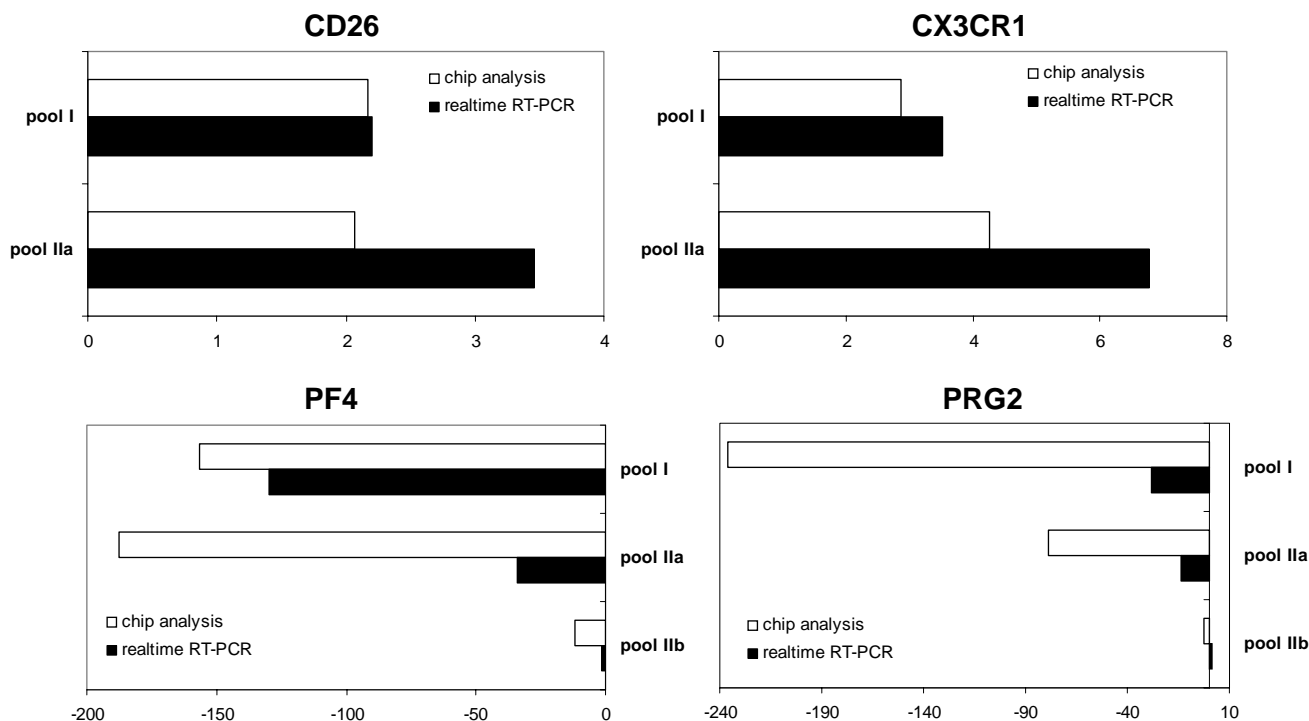 CD26
chip analysis
realtime RT-PCR
pool I
pool IIa
0 1 2 3 4
CX3CR1
chip analysis
realtime RT-PCR
pool I
pool IIa
0 2 4 6 8
PF4
pool I
pool IIa
pool IIb
chip analysis
realtime RT-PCR
-200 -150 -100 -50 0
PRG2
pool I
pool IIa
pool IIb
chip analysis
realtime RT-PCR
-240 -190 -140 -90 -40 10